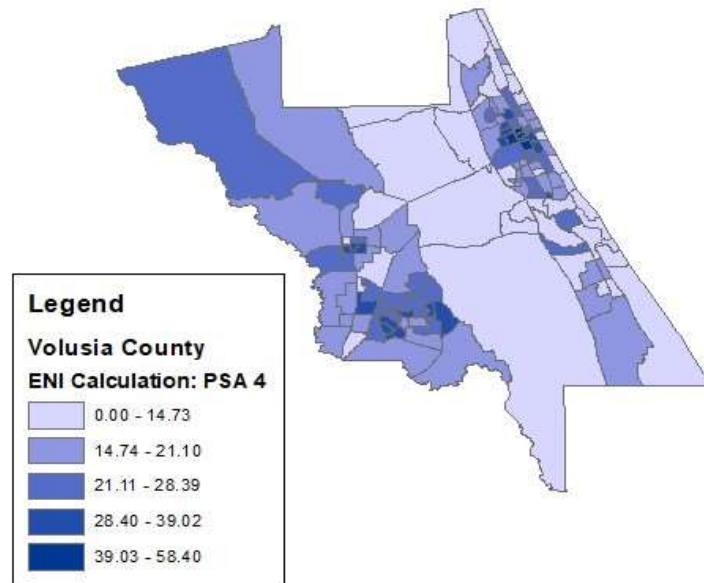 Legend
Volusia County
ENI Calculation: PSA 4
0.00 - 14.73
14.74 - 21.10
21.11 - 28.39
28.40 - 39.02
39.03 - 58.40